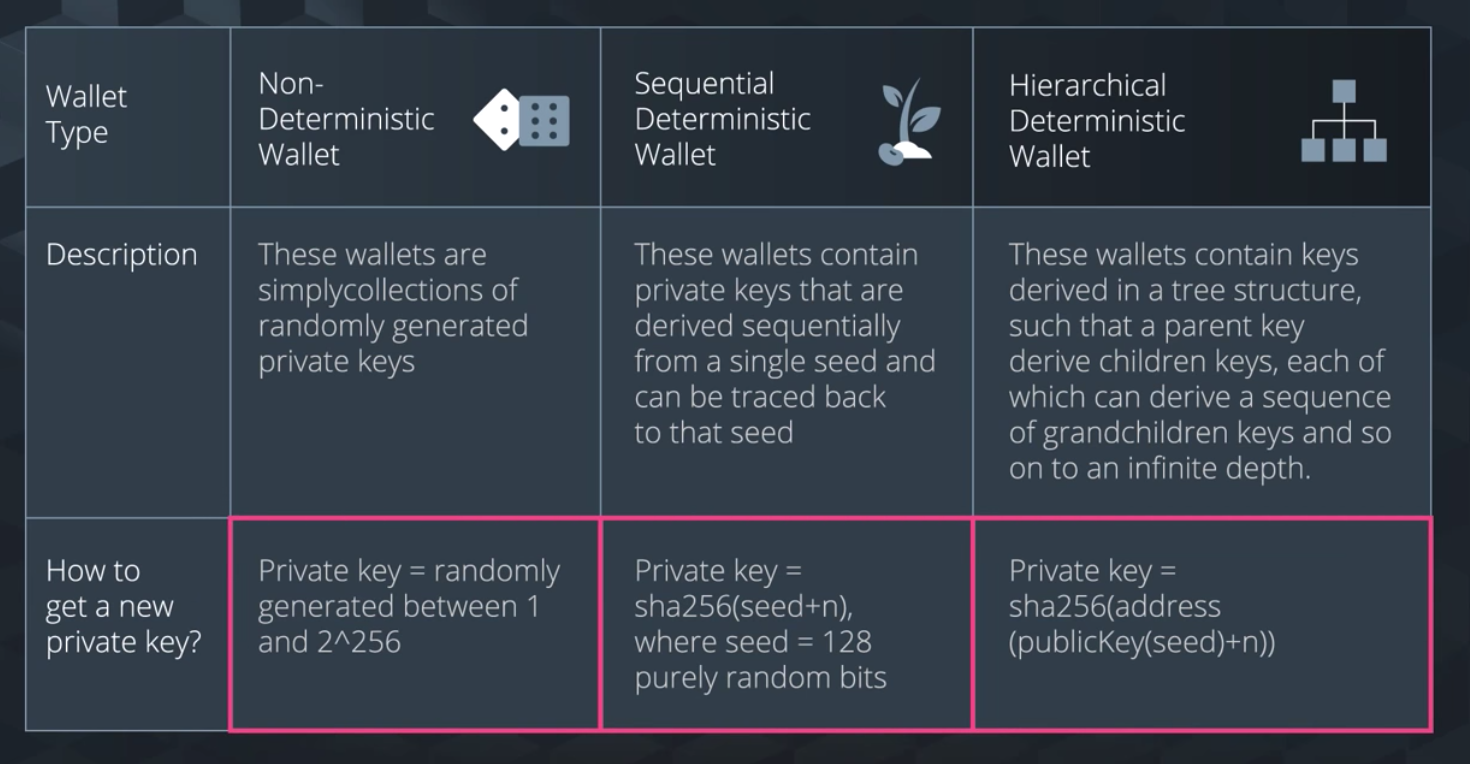 Wallet
Type
Non-
Deterministic
Wallet
Sequential
Deterministic
Wallet
Hierarchical
Deterministic
Wallet
Description
These wallets are
simplycollections of
randomly generated
private keys
These wallets contain
private keys that are
derived sequentially
from a single seed and
can be traced back
to that seed
These wallets contain keys
derived in a tree structure,
such that a parent key
derive children keys, each of
which can derive a sequence
of grandchildren keys and so
on to an infinite depth.
How to
get a new
private key?
Private key = randomly
generated between 1
and 2^256
Private key =
sha256(seed+n),
where seed = 128
purely random bits
Private key =
sha256(address
(publicKey(seed)+n))